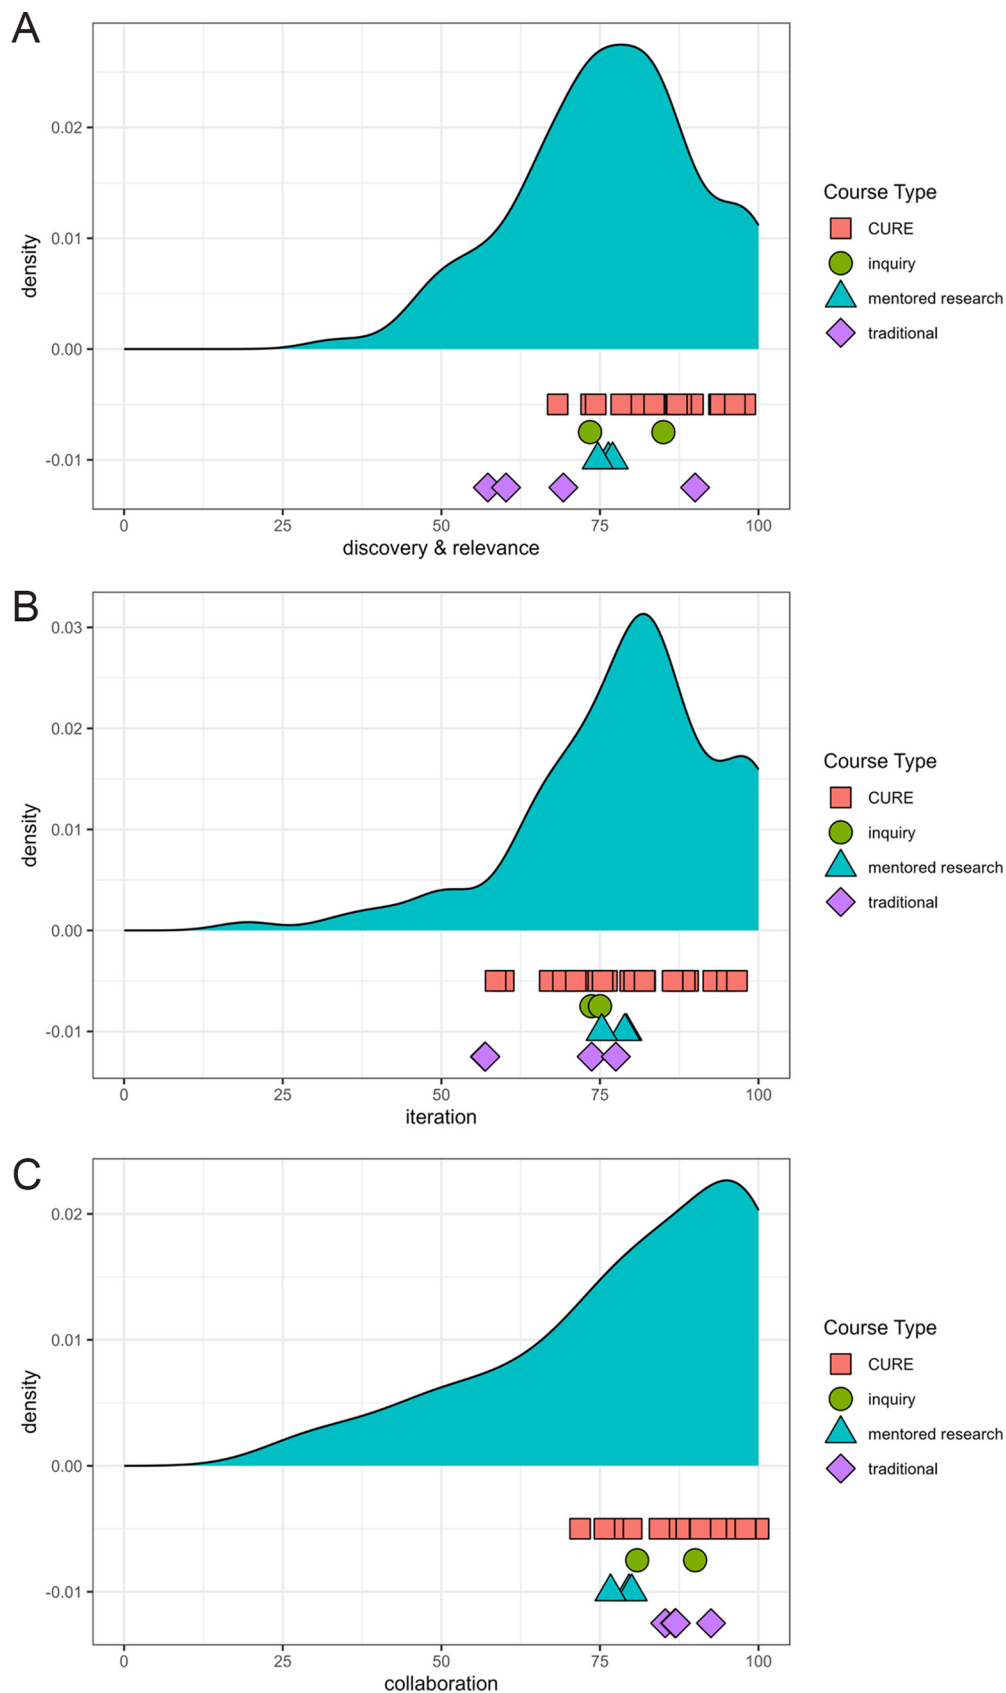 A
0.02
0.01
0.00
-0.01
density
0
25
50
75
100
discovery & relevance
Course Type
CURE
inquiry
mentored research
traditional
B
0.03
0.02
0.01
0.00
-0.01
density
0
25
50
75
100
iteration
Course Type
CURE
inquiry
mentored research
traditional
C
0.02
0.01
0.00
-0.01
density
0
25
50
75
100
collaboration
Course Type
CURE
inquiry
mentored research
traditional